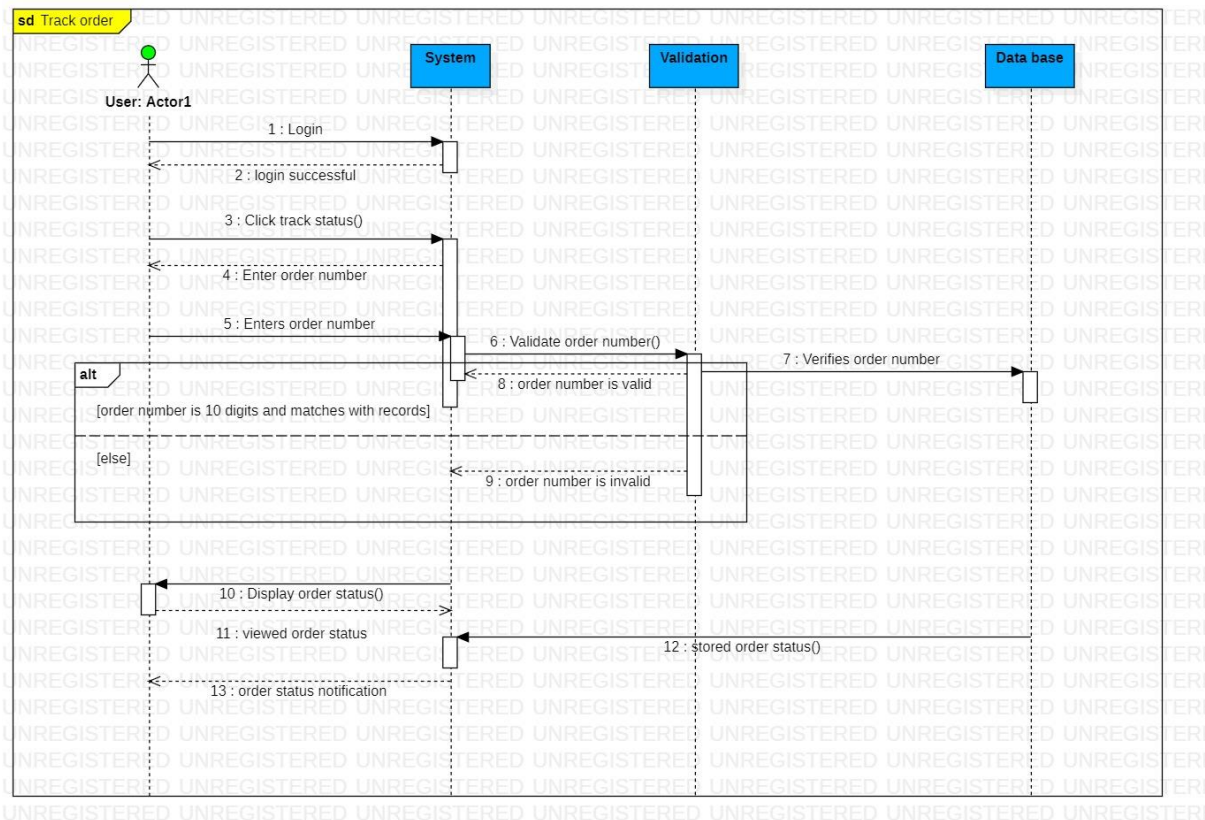 sd Track order
System
Validation
Data base
User: Actor1
1 : Login
2 : login successful
3 : Click track status()
4 : Enter order number
5 : Enters order number
6 : Validate order number()
7 : Verifies order number
alt
8 : order number is valid
[order number is 10 digits and matches with records]
[else]
9 : order number is invalid
10 : Display order status()
11 : viewed order status
12 : stored order status()
13 : order status notification
UNREGISTERED